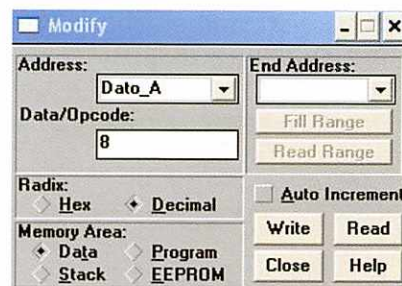 Modify
Address:
Dato_A
Data/Opcode:
8
End Address:
Fill Range
Read Range
Radix:
Hex
Decimal
Memory Area:
Data
Program
Stack
EEPROM
Auto Increment
Write
Read
Close
Help